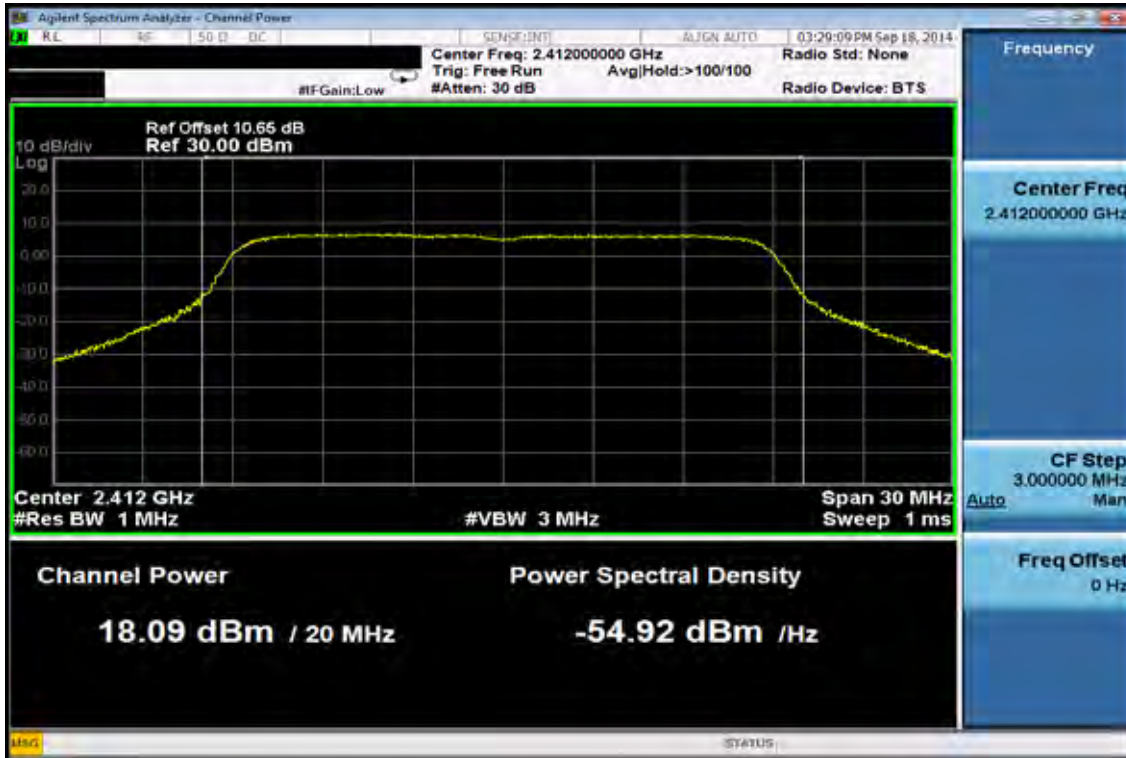 Agilent Spectrum Analyzer - Channel Power
RL RF 50 Ω DC SENSE:INT ALIGN AUTO 03:29:09 PM Sep 18, 2014
Center Freq: 2.412000000 GHz Radio Std: None
Trig: Free Run Avg|Hold:>100/100
#IFGain:Low #Atten: 30 dB Radio Device: BTS
Frequency
Ref Offset 10.65 dB
10 dB/div Ref 30.00 dBm
Log
20.0
10.0
0.00
-10.0
-20.0
-30.0
-40.0
-50.0
-60.0
Center 2.412 GHz Span 30 MHz
#Res BW 1 MHz #VBW 3 MHz Sweep 1 ms
Channel Power Power Spectral Density
18.09 dBm / 20 MHz -54.92 dBm /Hz
Center Freq
2.412000000 GHz
CF Step
3.000000 MHz
Auto Man
Freq Offset
0 Hz
MSG STATUS